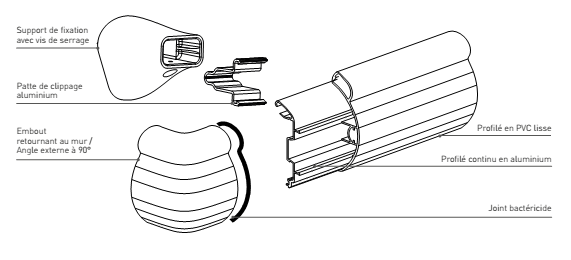 Support de fixation
avec vis de serrage
Patte de clippage
aluminium
Embout
retournant au mur /
Angle externe à 90°
Profilé en PVC lisse
Profilé continu en aluminium
Joint bactéricide